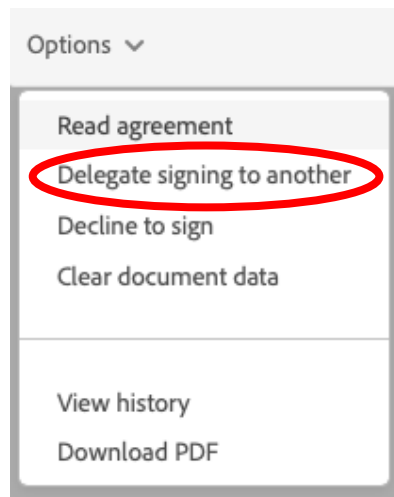 Options
Read agreement
Delegate signing to another
Decline to sign
Clear document data
View history
Download PDF